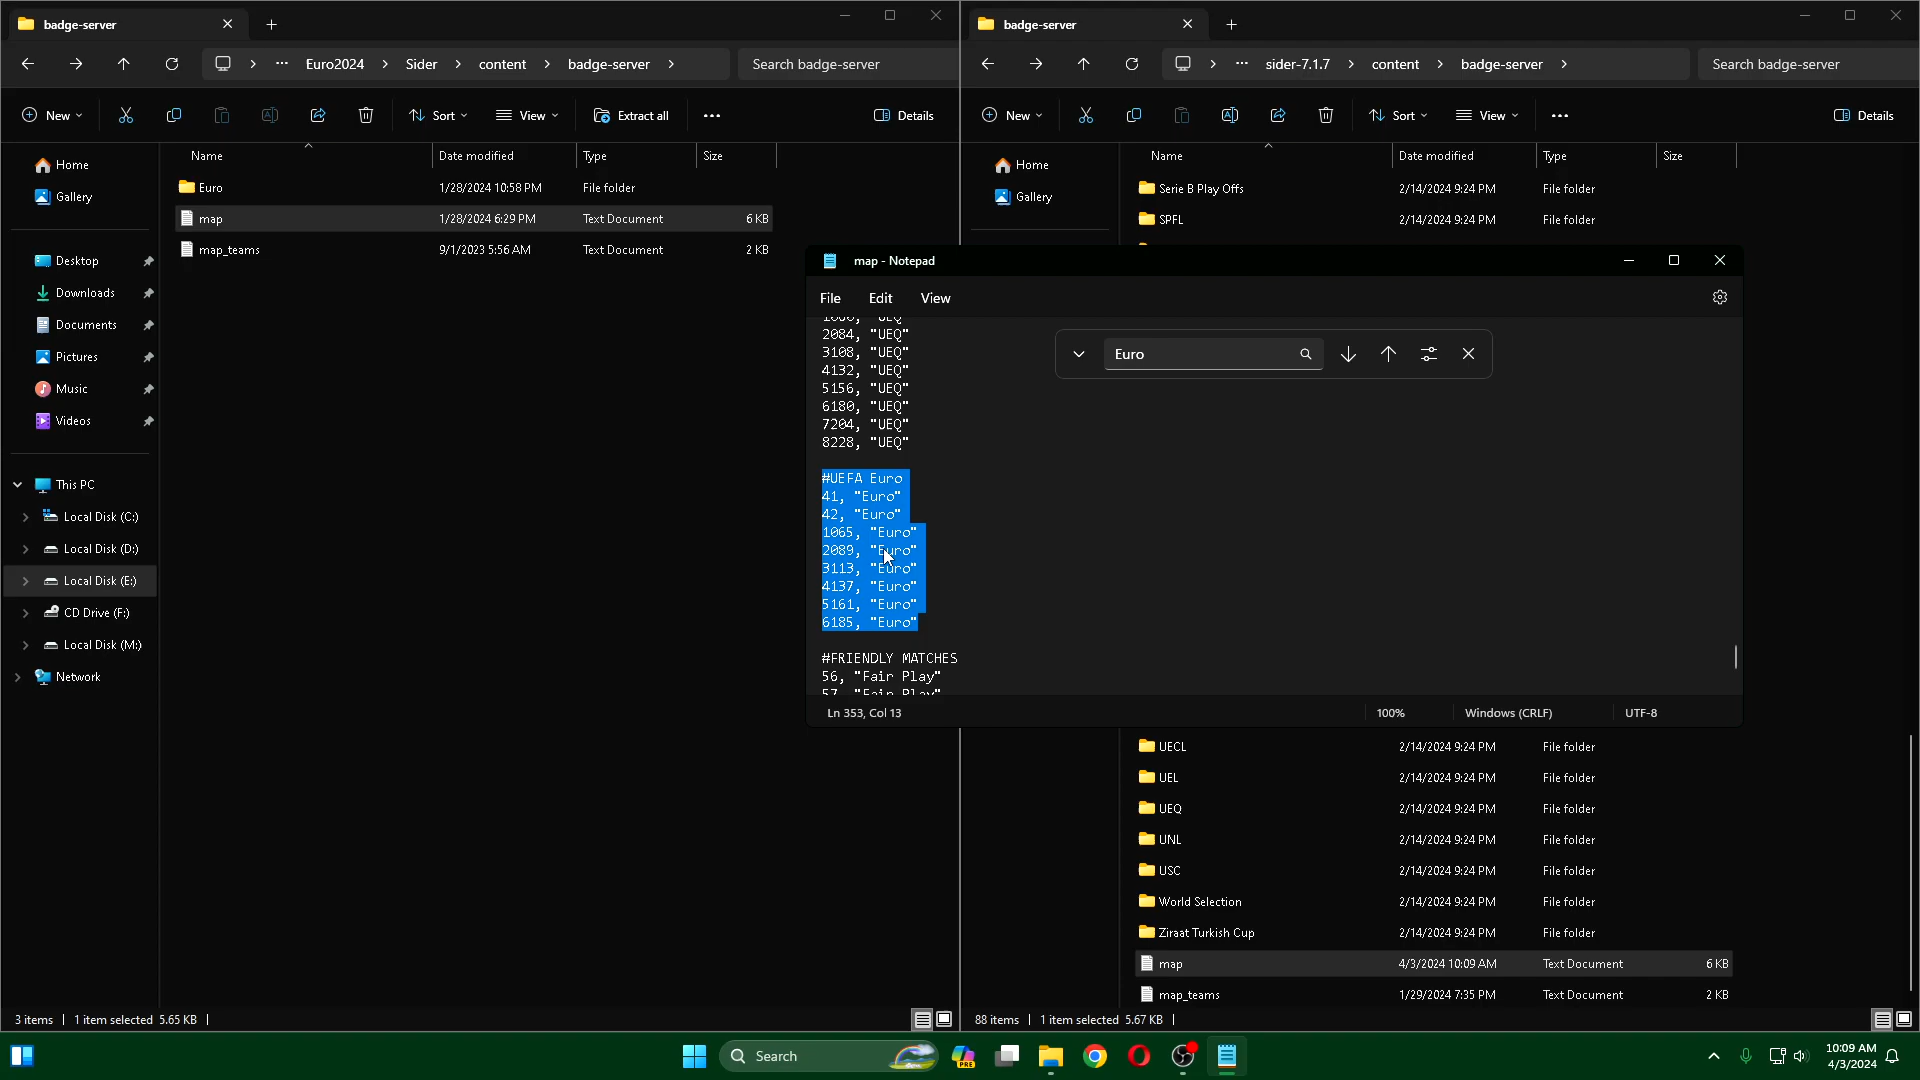 badge-server
Euro2024 Sider content badge-server
Search badge-server
New Sort View Extract all Details
Name Date modified Type Size
Euro 1/28/2024 10:58 PM File folder
map 1/28/2024 6:29 PM Text Document 6 KB
map_teams 9/1/2023 5:56 AM Text Document 2 KB
Home
Gallery
Desktop
Downloads
Documents
Pictures
Music
Videos
This PC
Local Disk (C:)
Local Disk (D:)
Local Disk (E:)
CD Drive (F:)
Local Disk (M:)
Network
3 items 1 item selected 5.65 KB
badge-server
sider-7.1.7 content badge-server
Search badge-server
New Sort View Details
Name Date modified Type Size
Home
Gallery
Serie B Play Offs 2/14/2024 9:24 PM File folder
SPFL 2/14/2024 9:24 PM File folder
map - Notepad
File Edit View
Euro
2084, "UEQ"
3108, "UEQ"
4132, "UEQ"
5156, "UEQ"
6180, "UEQ"
7204, "UEQ"
8228, "UEQ"
#UEFA Euro
41, "Euro"
42, "Euro"
1065, "Euro"
2089, "Euro"
3113, "Euro"
4137, "Euro"
5161, "Euro"
6185, "Euro"
#FRIENDLY MATCHES
56, "Fair Play"
57, "Fair Play"
Ln 353, Col 13 100% Windows (CRLF) UTF-8
UECL 2/14/2024 9:24 PM File folder
UEL 2/14/2024 9:24 PM File folder
UEQ 2/14/2024 9:24 PM File folder
UNL 2/14/2024 9:24 PM File folder
USC 2/14/2024 9:24 PM File folder
World Selection 2/14/2024 9:24 PM File folder
Ziraat Turkish Cup 2/14/2024 9:24 PM File folder
map 4/3/2024 10:09 AM Text Document 6 KB
map_teams 1/29/2024 7:35 PM Text Document 2 KB
88 items 1 item selected 5.67 KB
Search
PRE
10:09 AM
4/3/2024